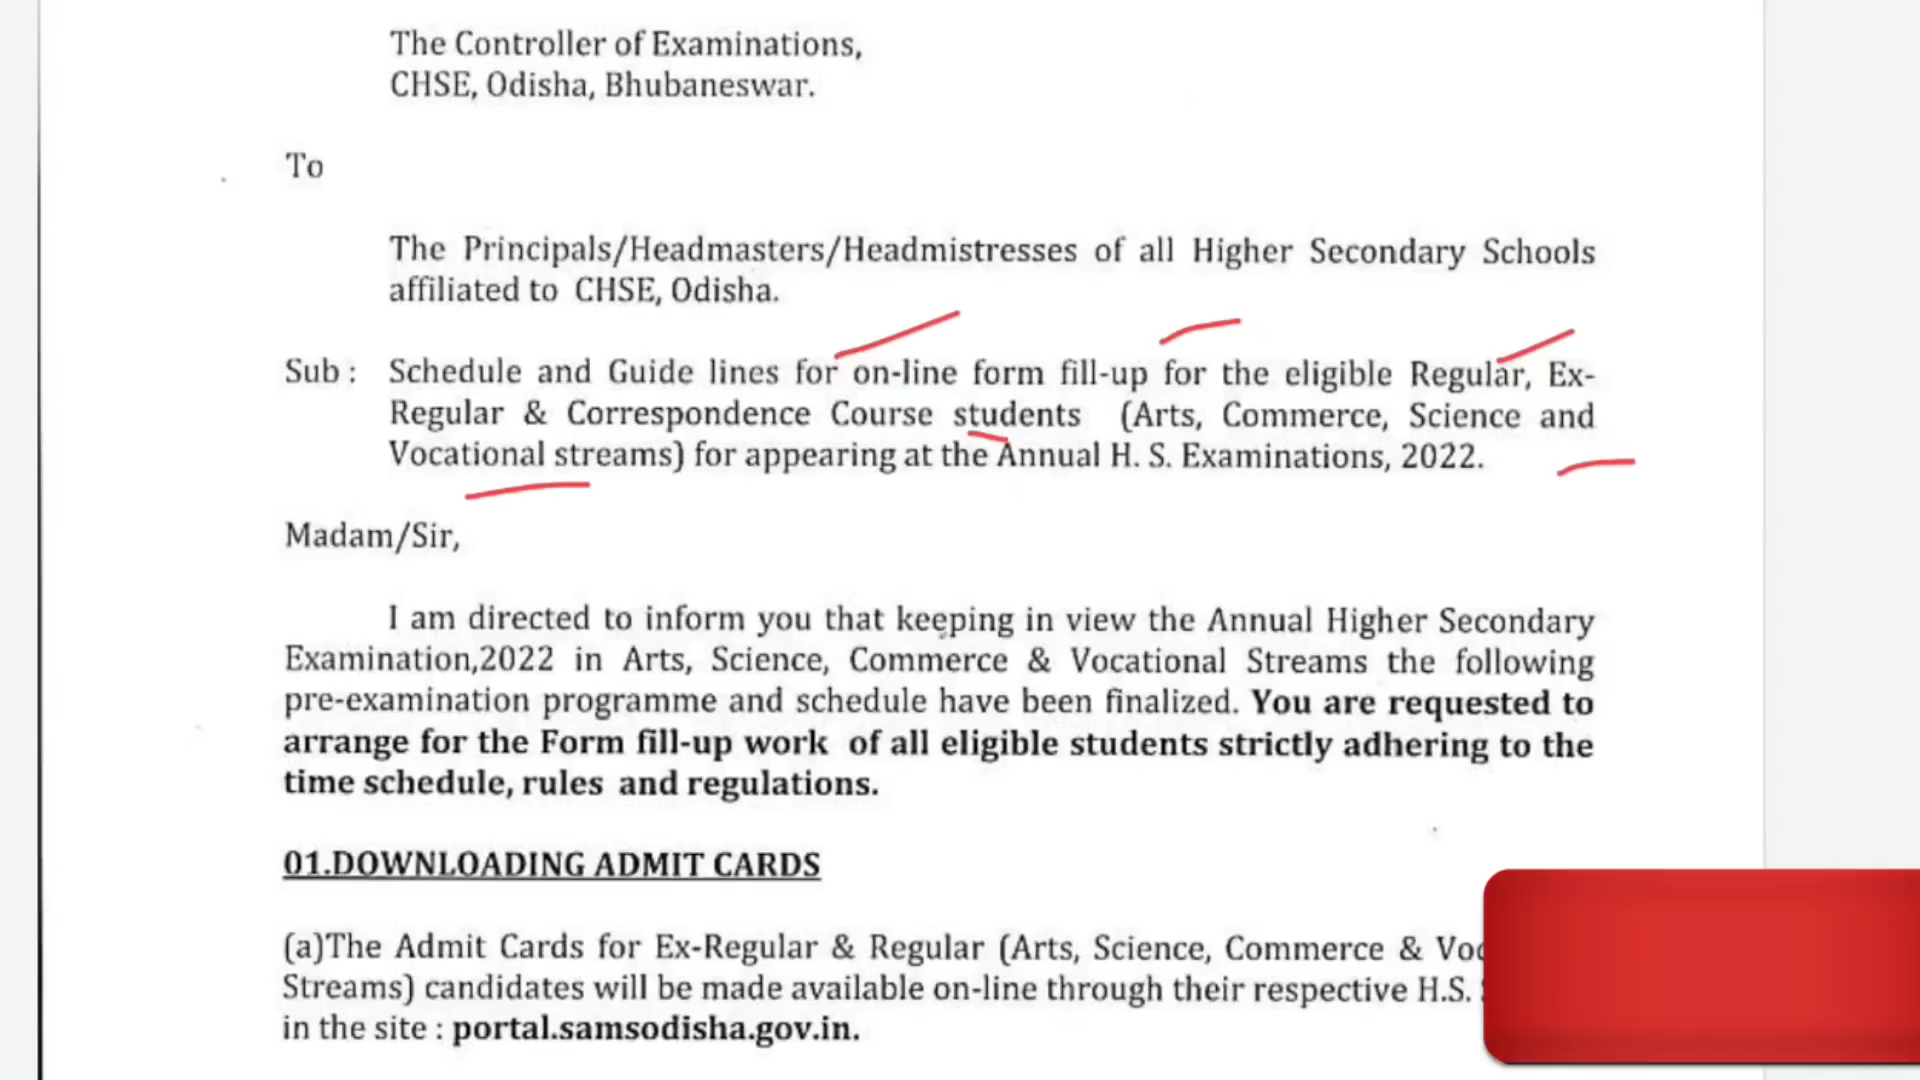 The Controller of Examinations,
CHSE, Odisha, Bhubaneswar.
To
The Principals/Headmasters/Headmistresses of all Higher Secondary Schools
affiliated to CHSE, Odisha.
Sub : Schedule and Guide lines for on-line form fill-up for the eligible Regular, Ex-
Regular & Correspondence Course students (Arts, Commerce, Science and
Vocational streams) for appearing at the Annual H. S. Examinations, 2022.
Madam/Sir,
I am directed to inform you that keeping in view the Annual Higher Secondary
Examination,2022 in Arts, Science, Commerce & Vocational Streams the following
pre-examination programme and schedule have been finalized. You are requested to
arrange for the Form fill-up work of all eligible students strictly adhering to the
time schedule, rules and regulations.
01.DOWNLOADING ADMIT CARDS
(a)The Admit Cards for Ex-Regular & Regular (Arts, Science, Commerce &
Streams) candidates will be made available on-line through their respective H.S.
in the site : portal.samsodisha.gov.in.